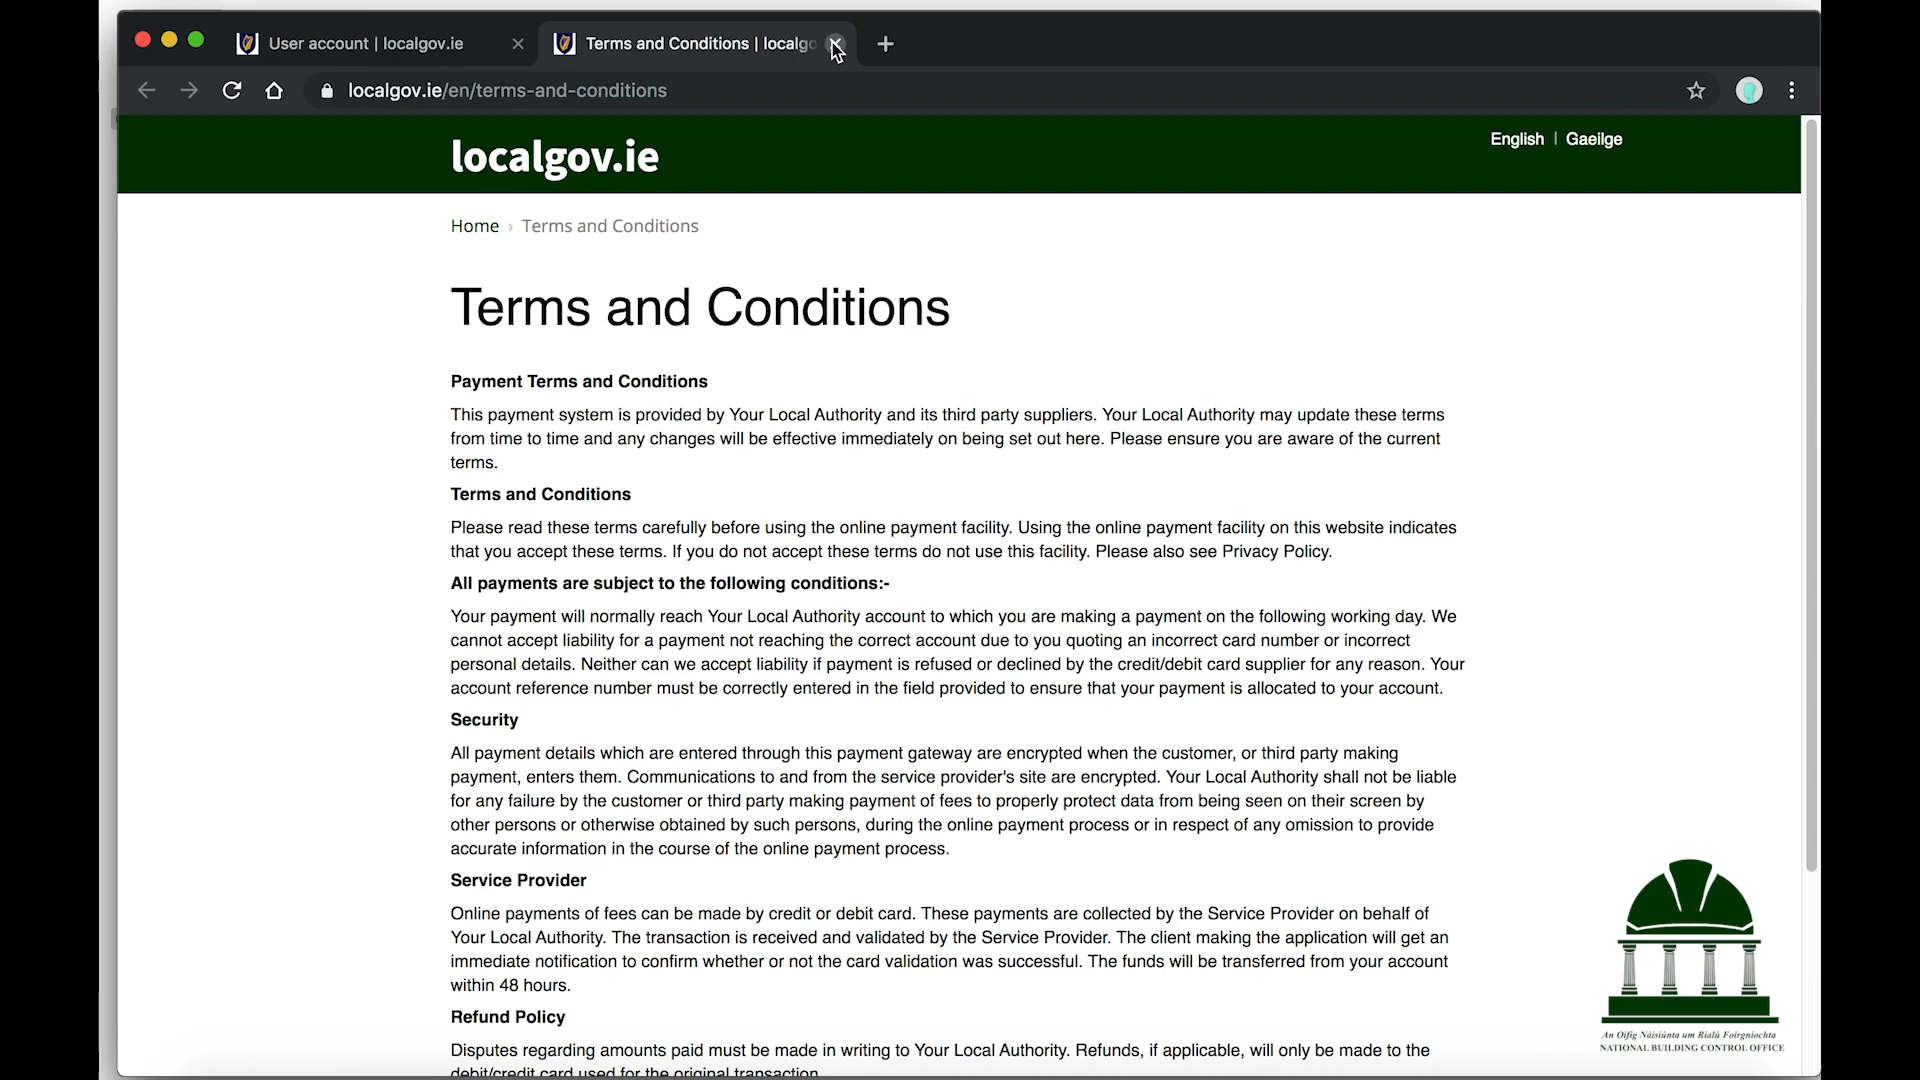 User account | localgov.ie
Terms and Conditions | localgo
localgov.ie/en/terms-and-conditions
localgov.ie
English | Gaeilge
Home › Terms and Conditions
Terms and Conditions
Payment Terms and Conditions
This payment system is provided by Your Local Authority and its third party suppliers. Your Local Authority may update these terms
from time to time and any changes will be effective immediately on being set out here. Please ensure you are aware of the current
terms.
Terms and Conditions
Please read these terms carefully before using the online payment facility. Using the online payment facility on this website indicates
that you accept these terms. If you do not accept these terms do not use this facility. Please also see Privacy Policy.
All payments are subject to the following conditions:-
Your payment will normally reach Your Local Authority account to which you are making a payment on the following working day. We
cannot accept liability for a payment not reaching the correct account due to you quoting an incorrect card number or incorrect
personal details. Neither can we accept liability if payment is refused or declined by the credit/debit card supplier for any reason. Your
account reference number must be correctly entered in the field provided to ensure that your payment is allocated to your account.
Security
All payment details which are entered through this payment gateway are encrypted when the customer, or third party making
payment, enters them. Communications to and from the service provider's site are encrypted. Your Local Authority shall not be liable
for any failure by the customer or third party making payment of fees to properly protect data from being seen on their screen by
other persons or otherwise obtained by such persons, during the online payment process or in respect of any omission to provide
accurate information in the course of the online payment process.
Service Provider
Online payments of fees can be made by credit or debit card. These payments are collected by the Service Provider on behalf of
Your Local Authority. The transaction is received and validated by the Service Provider. The client making the application will get an
immediate notification to confirm whether or not the card validation was successful. The funds will be transferred from your account
within 48 hours.
Refund Policy
Disputes regarding amounts paid must be made in writing to Your Local Authority. Refunds, if applicable, will only be made to the
debit/credit card used for the original transaction
An Oifig Náisiúnta um Rialú Foirgníochta
NATIONAL BUILDING CONTROL OFFICE